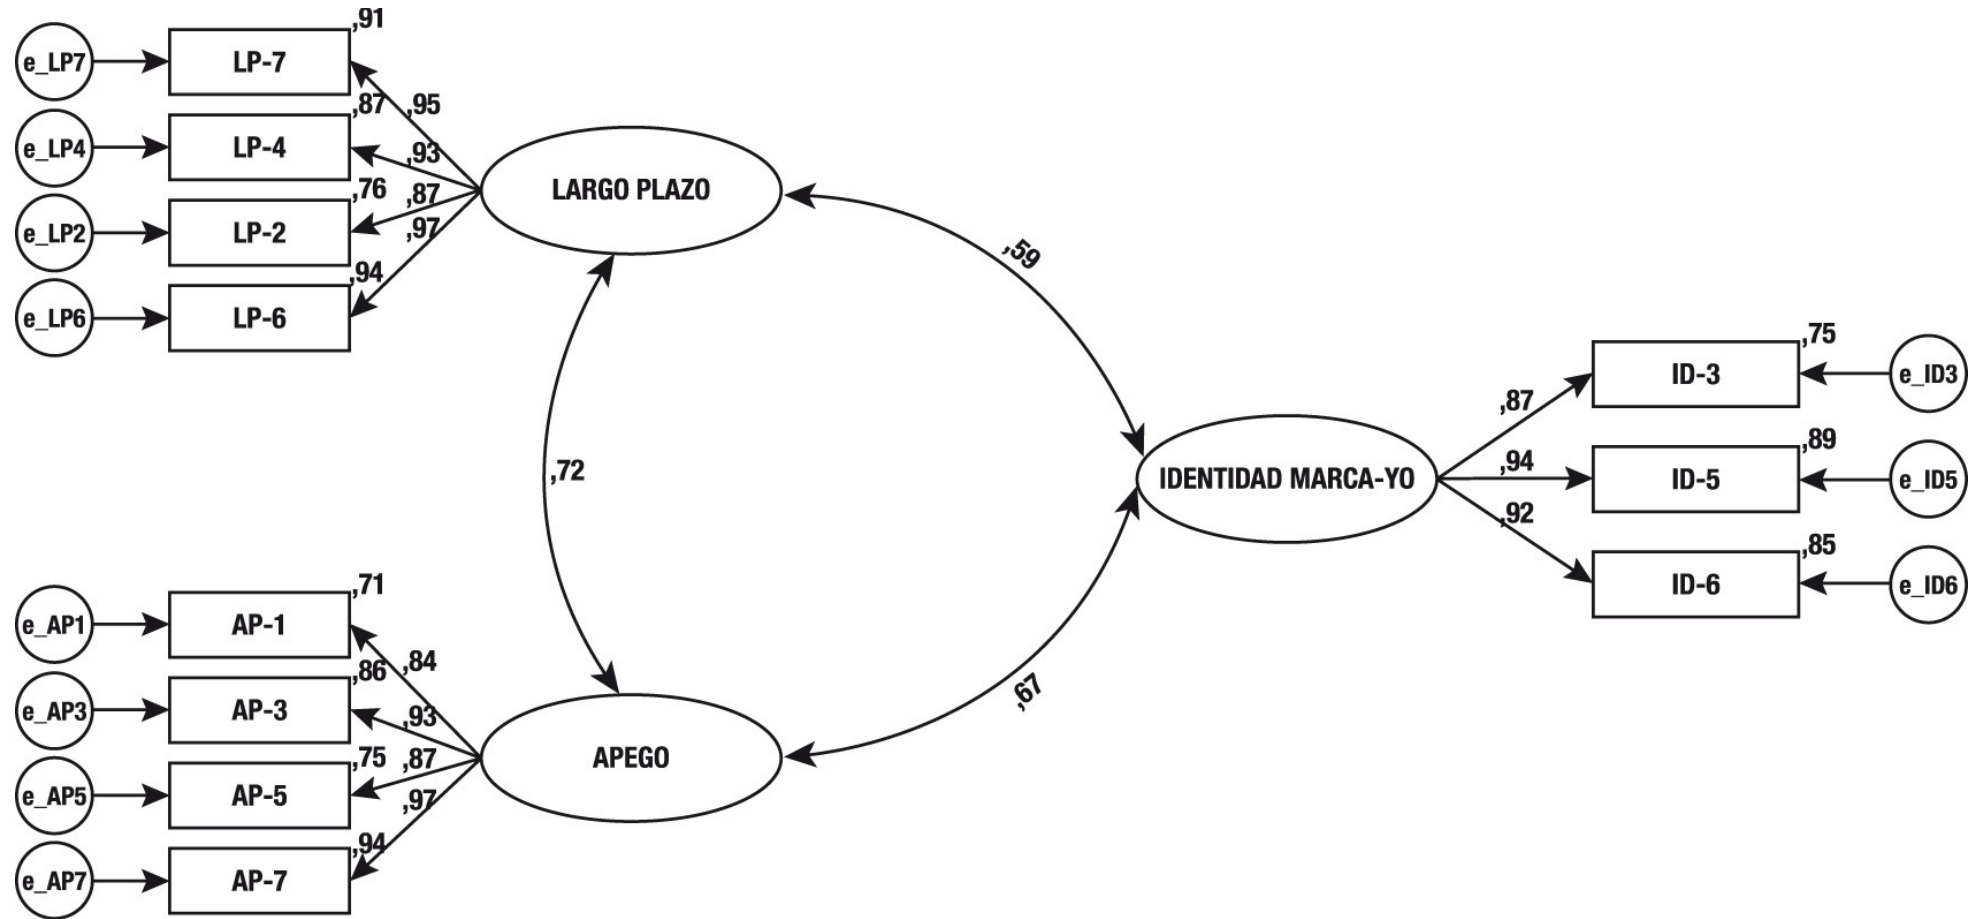 ,91
e_LP7
LP-7
,87
,95
e_LP4
LP-4
,93
,76
,87
e_LP2
LP-2
,97
,94
e_LP6
LP-6
LARGO PLAZO
,59
,72
,67
IDENTIDAD MARCA-YO
,75
,87
ID-3
e_ID3
,89
,94
ID-5
e_ID5
,92
,85
ID-6
e_ID6
,71
e_AP1
AP-1
,84
,86
e_AP3
AP-3
,93
,75
,87
e_AP5
AP-5
,97
,94
e_AP7
AP-7
APEGO